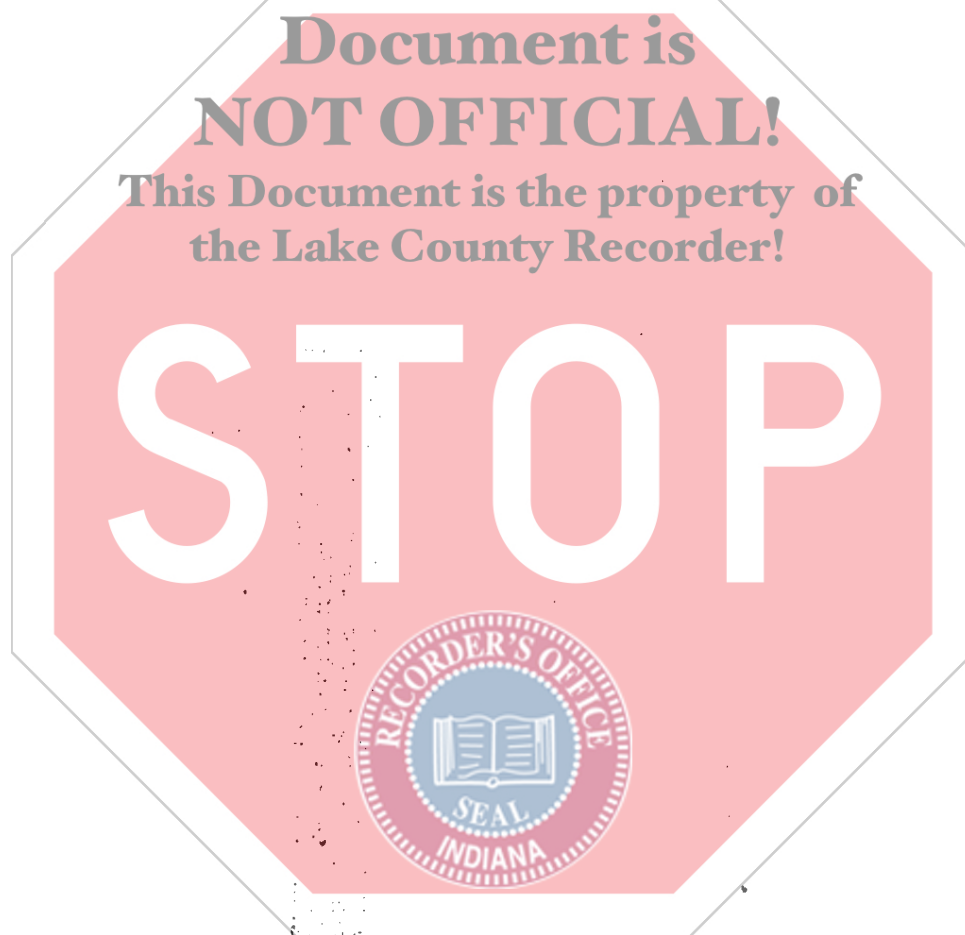 Document is
NOT OFFICIAL!
This Document is the property of
the Lake County Recorder!
STOP
RECORDER'S OFFICE
SEAL
INDIANA